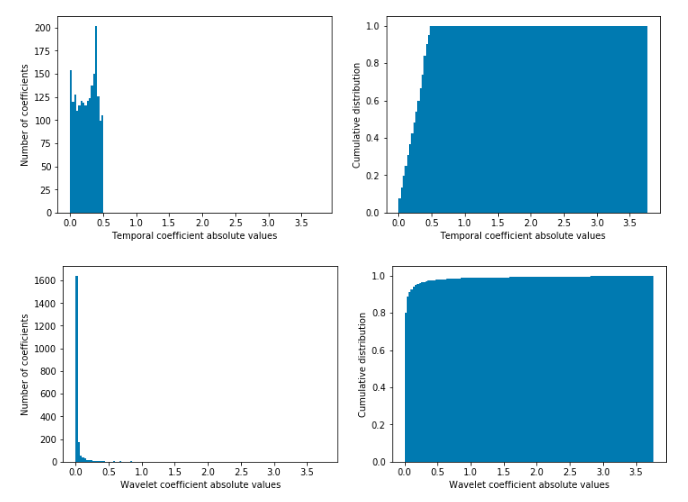 Number of coefficients
200
175
150
125
100
75
50
25
0
0.0 0.5 1.0 1.5 2.0 2.5 3.0 3.5
Temporal coefficient absolute values
Cumulative distribution
1.0
0.8
0.6
0.4
0.2
0.0
0.0 0.5 1.0 1.5 2.0 2.5 3.0 3.5
Temporal coefficient absolute values
Number of coefficients
1600
1400
1200
1000
800
600
400
200
0
0.0 0.5 1.0 1.5 2.0 2.5 3.0 3.5
Wavelet coefficient absolute values
Cumulative distribution
1.0
0.8
0.6
0.4
0.2
0.0
0.0 0.5 1.0 1.5 2.0 2.5 3.0 3.5
Wavelet coefficient absolute values